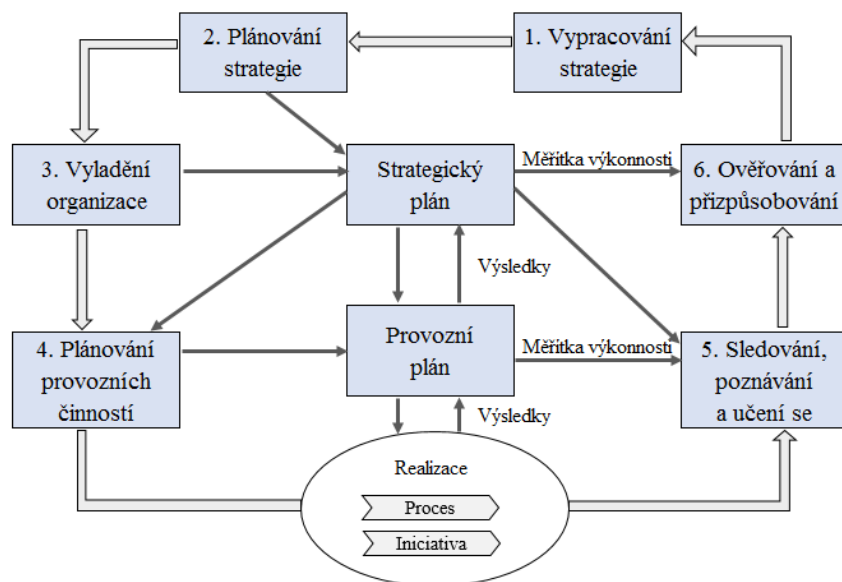 2. Plánování
strategie
1. Vypracování
strategie
3. Vyladění
organizace
Strategický
plán
Měřítka výkonnosti
6. Ověřování a
přizpůsobování
Výsledky
4. Plánování
provozních
činností
Provozní
plán
Měřítka výkonnosti
5. Sledování,
poznávání
a učení se
Výsledky
Realizace
Proces
Iniciativa